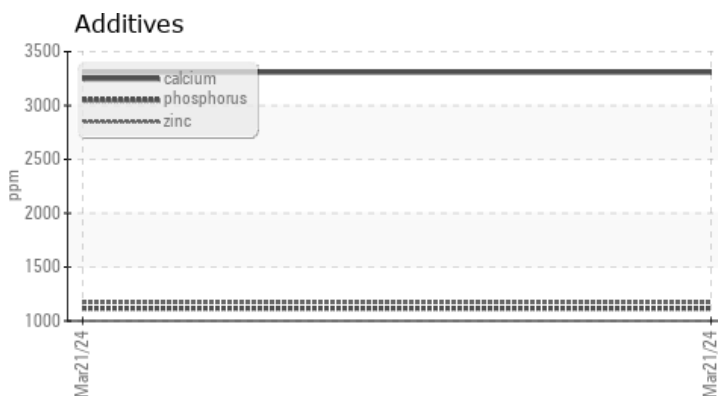 Additives
3500
3000
2500
2000
1500
1000
ppm
calcium
phosphorus
zinc
Mar21/24
Mar21/24